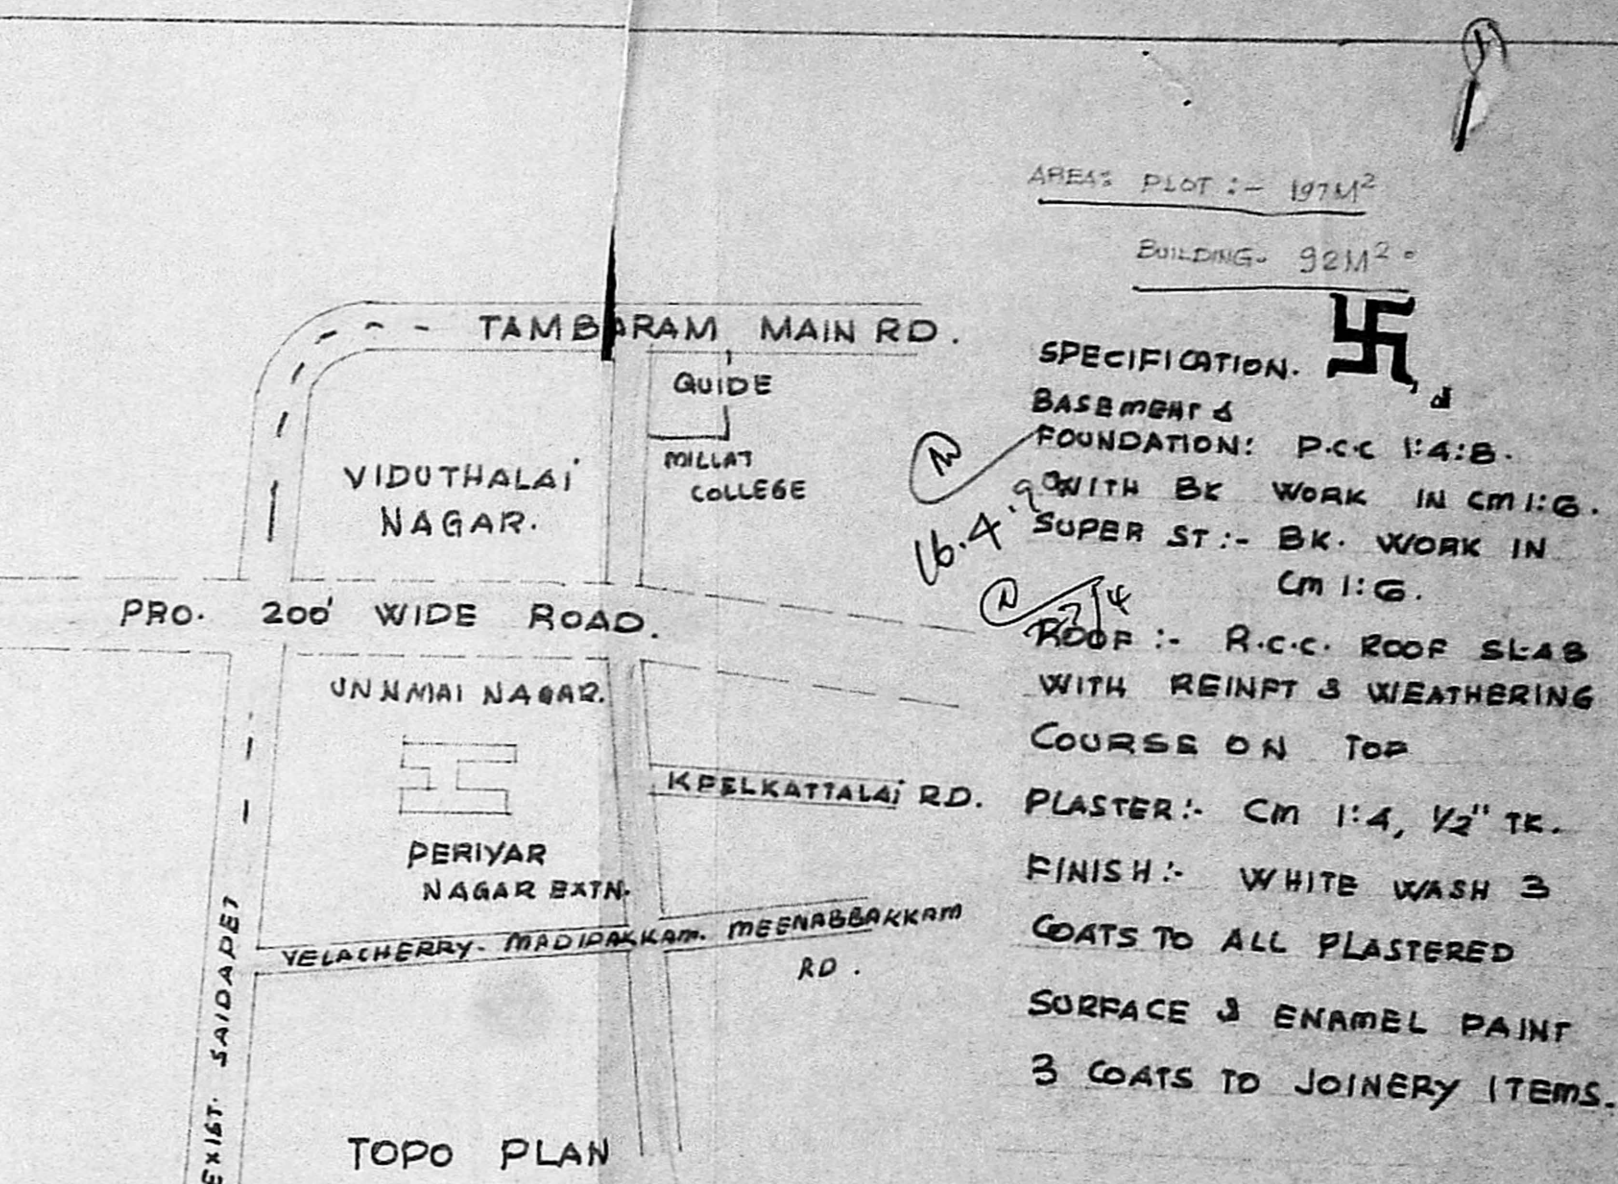 AREA: PLOT :- 197M²
BUILDING- 92M²
TAMBARAM MAIN RD.
QUIDE
MILLAT
COLLEGE
VIDUTHALAI
NAGAR.
PRO. 200' WIDE ROAD.
UNNMAI NAGAR.
KPELKATTALAI RD.
PERIYAR
NAGAR EXTN.
VELACHERRY- MADIPAKKAM. MEENABBAKKAM
RD.
EXIST. SAIDAPET
TOPO PLAN
SPECIFICATION.
BASEMENT &
FOUNDATION: P.C.C 1:4:8.
WITH BK WORK IN CM 1:6.
16.4.9
SUPER ST:- BK. WORK IN
CM 1:6.
ROOF :- R.C.C. ROOF SLAB
WITH REINFT & WEATHERING
COURSE ON TOP
PLASTER:- CM 1:4, 1/2" TK.
FINISH:- WHITE WASH 3
COATS TO ALL PLASTERED
SURFACE & ENAMEL PAINT
3 COATS TO JOINERY ITEMS.